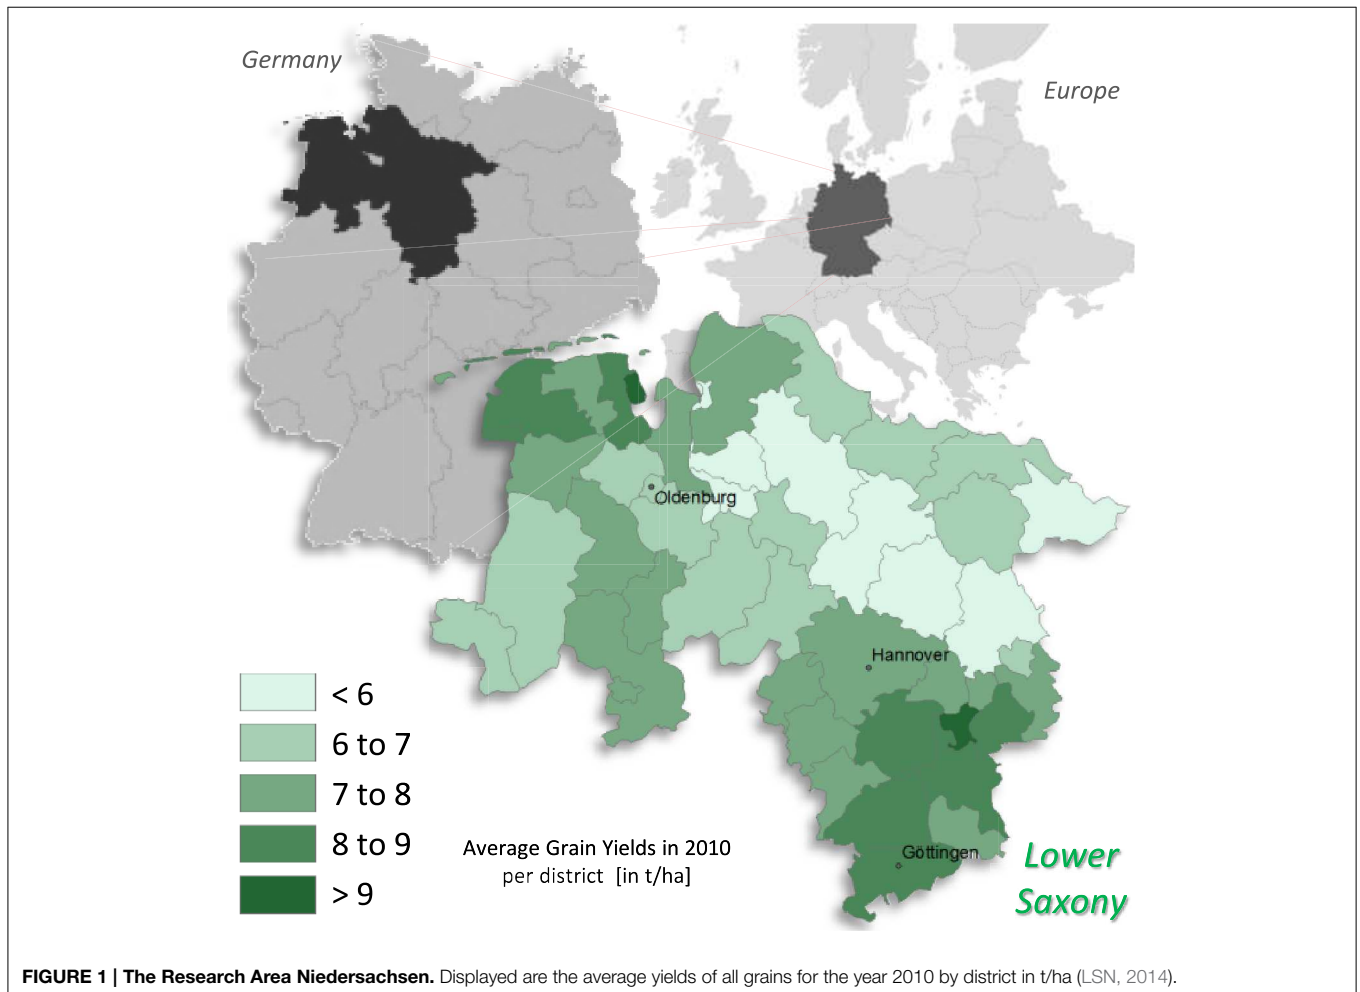 Germany
Europe
Oldenburg
Hannover
Göttingen
< 6
6 to 7
7 to 8
8 to 9
> 9
Average Grain Yields in 2010
per district [in t/ha]
Lower
Saxony
FIGURE 1 | The Research Area Niedersachsen. Displayed are the average yields of all grains for the year 2010 by district in t/ha (LSN, 2014).